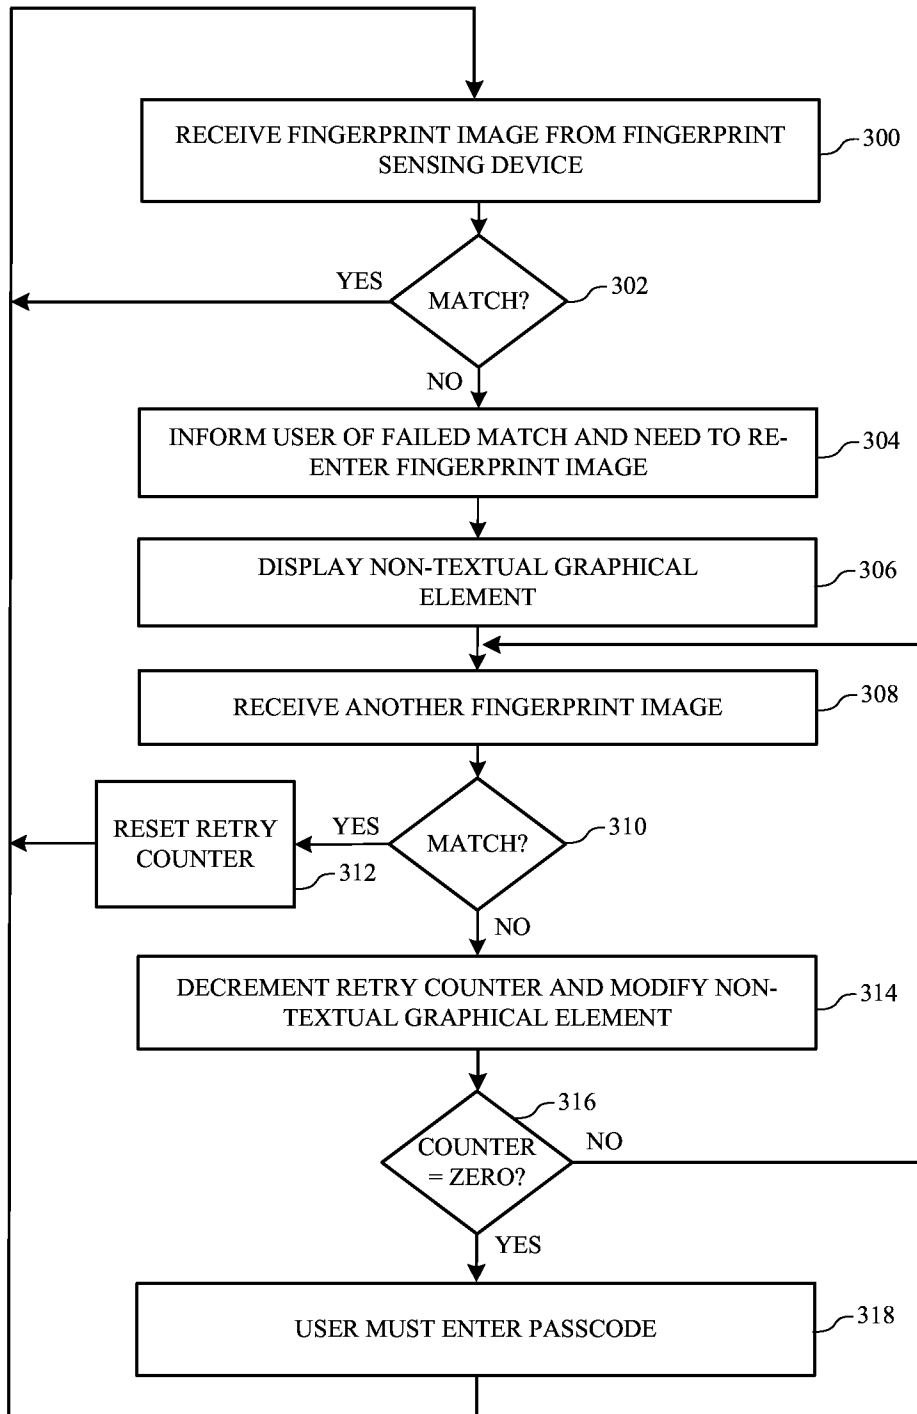 RECEIVE FINGERPRINT IMAGE FROM FINGERPRINT
SENSING DEVICE
300
YES
MATCH?
302
NO
INFORM USER OF FAILED MATCH AND NEED TO RE-
ENTER FINGERPRINT IMAGE
304
DISPLAY NON-TEXTUAL GRAPHICAL
ELEMENT
306
RECEIVE ANOTHER FINGERPRINT IMAGE
308
RESET RETRY
COUNTER
312
YES
MATCH?
310
NO
DECREMENT RETRY COUNTER AND MODIFY NON-
TEXTUAL GRAPHICAL ELEMENT
314
COUNTER
= ZERO?
316
NO
YES
USER MUST ENTER PASSCODE
318